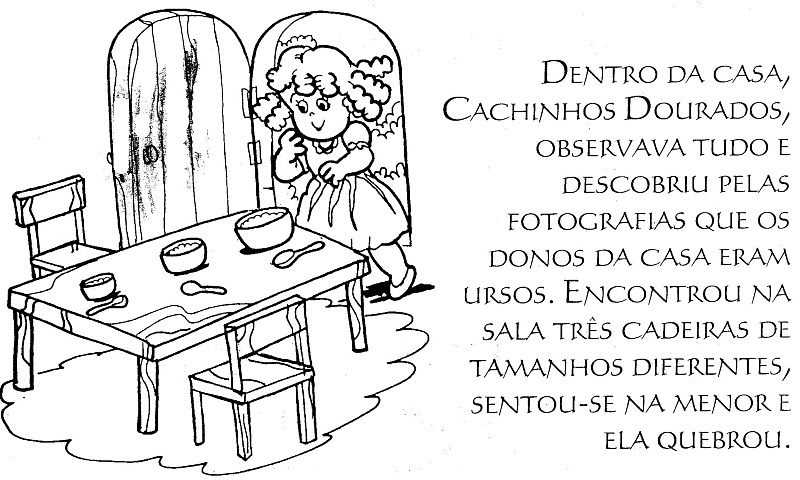 DENTRO DA CASA,
CACHINHOS DOURADOS,
OBSERVAVA TUDO E
DESCOBRIU PELAS
FOTOGRAFIAS QUE OS
DONOS DA CASA ERAM
URSOS. ENCONTROU NA
SALA TRÊS CADEIRAS DE
TAMANHOS DIFERENTES,
SENTOU-SE NA MENOR E
ELA QUEBROU.